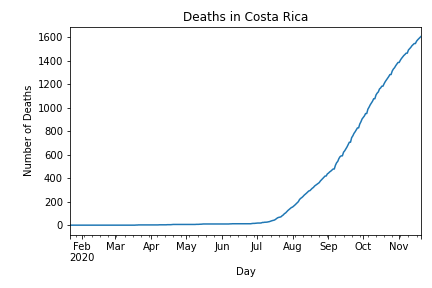 Deaths in Costa Rica
Number of Deaths
1600
1400
1200
1000
800
600
400
200
0
Feb Mar Apr May Jun Jul Aug Sep Oct Nov
2020
Day